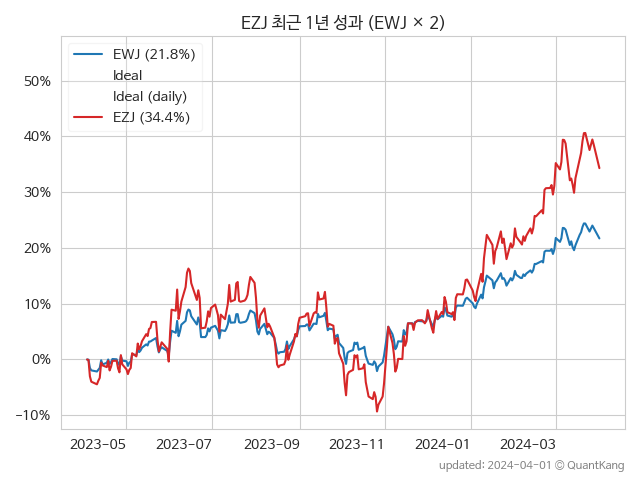 EZJ 최근 1년 성과 (EWJ × 2)
EWJ (21.8%)
Ideal
Ideal (daily)
EZJ (34.4%)
50%
40%
30%
20%
10%
0%
−10%
2023−05
2023−07
2023−09
2023−11
2024−01
2024−03
updated: 2024−04−01 © QuantKang